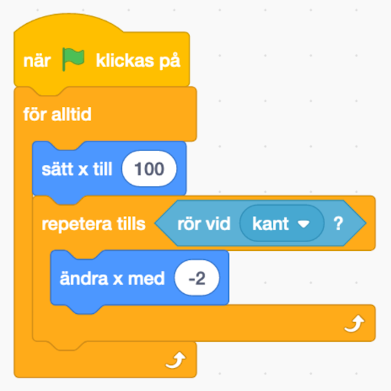 när klickas på
för alltid
sätt x till 100
repetera tills rör vid kant ?
ändra x med -2